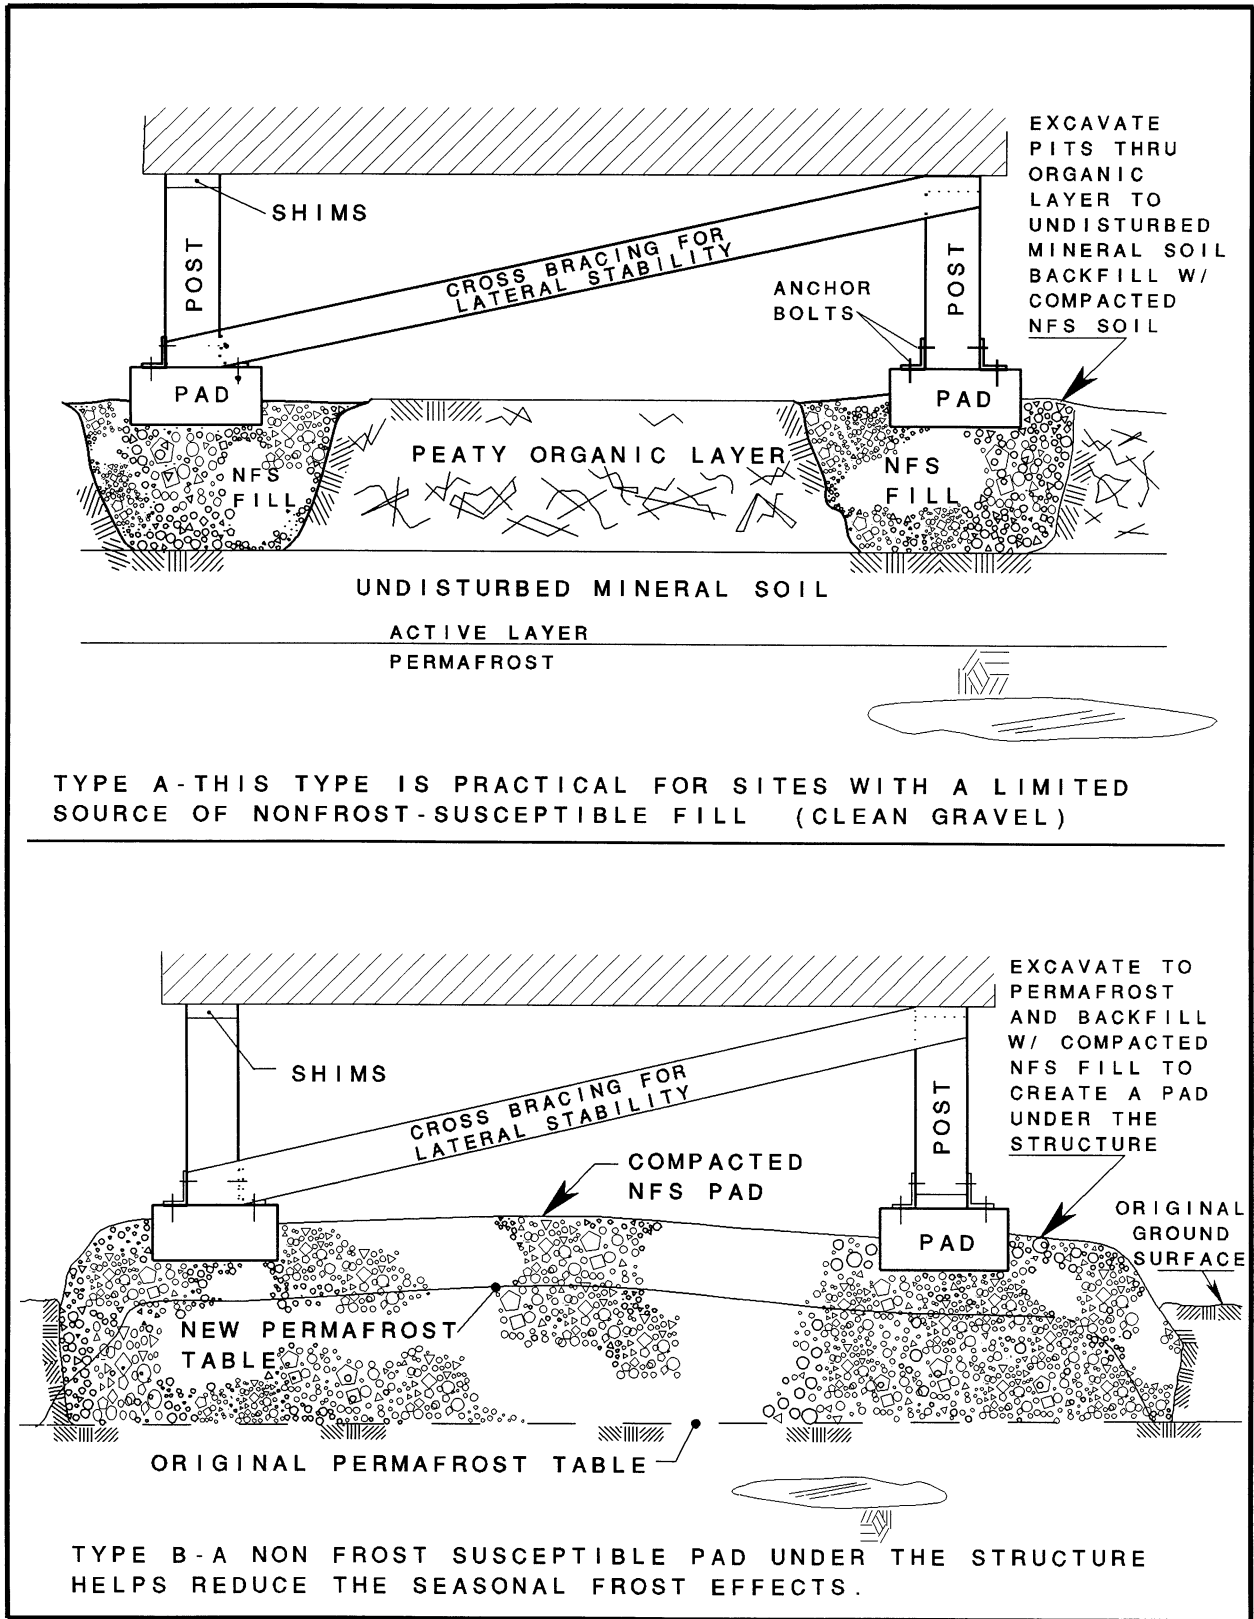 EXCAVATE
PITS THRU
ORGANIC
LAYER TO
UNDISTURBED
MINERAL SOIL
BACKFILL W/
COMPACTED
NFS SOIL
SHIMS
POST
CROSS BRACING FOR
LATERAL STABILITY
ANCHOR
BOLTS
POST
PAD
PAD
PEATY ORGANIC LAYER
NFS
FILL
NFS
FILL
UNDISTURBED MINERAL SOIL
ACTIVE LAYER
PERMAFROST
TYPE A-THIS TYPE IS PRACTICAL FOR SITES WITH A LIMITED
SOURCE OF NONFROST-SUSCEPTIBLE FILL (CLEAN GRAVEL)
EXCAVATE TO
PERMAFROST
AND BACKFILL
W/ COMPACTED
NFS FILL TO
CREATE A PAD
UNDER THE
STRUCTURE
SHIMS
CROSS BRACING FOR
LATERAL STABILITY
POST
COMPACTED
NFS PAD
ORIGINAL
GROUND
SURFACE
PAD
NEW PERMAFROST
TABLE
ORIGINAL PERMAFROST TABLE
TYPE B-A NON FROST SUSCEPTIBLE PAD UNDER THE STRUCTURE
HELPS REDUCE THE SEASONAL FROST EFFECTS.